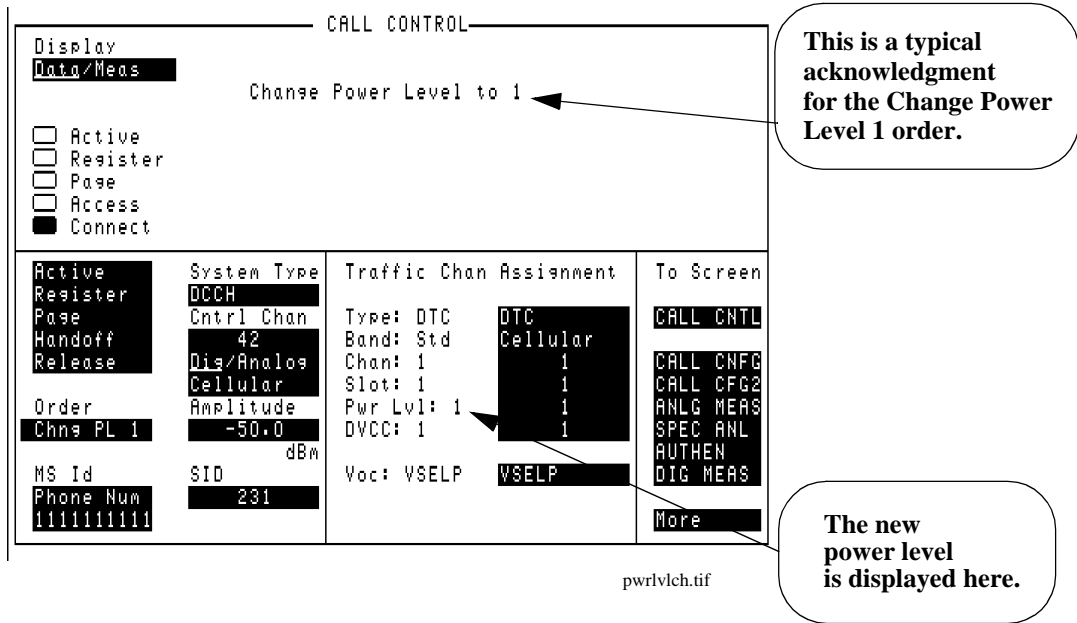 CALL CONTROL
Display
Data/Meas
Change Power Level to 1
Active
Register
Page
Access
Connect
Active
Register
Page
Handoff
Release
Order
Chng PL 1
MS Id
Phone Num
1111111111
System Type
DCCH
Cntrl Chan
42
Dig/Analog
Cellular
Amplitude
-50.0
dBm
SID
231
Traffic Chan Assignment
Type: DTC DTC
Band: Std Cellular
Chan: 1 1
Slot: 1 1
Pwr Lvl: 1 1
DVCC: 1 1
Voc: VSELP VSELP
To Screen
CALL CNTL
CALL CNFG
CALL CFG2
ANLG MEAS
SPEC ANL
AUTHEN
DIG MEAS
More
This is a typical
acknowledgment
for the Change Power
Level 1 order.
The new
power level
is displayed here.
pwrlvlch.tif